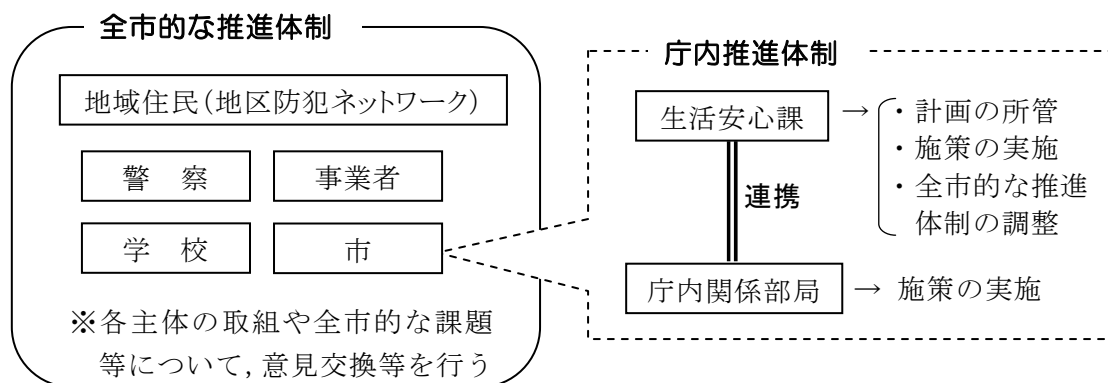 全市的な推進体制
地域住民(地区防犯ネットワーク)
警 察
事業者
学 校
市
※各主体の取組や全市的な課題
等について,意見交換等を行う
庁内推進体制
生活安心課
→
・計画の所管
・施策の実施
・全市的な推進
体制の調整
連携
庁内関係部局
→ 施策の実施